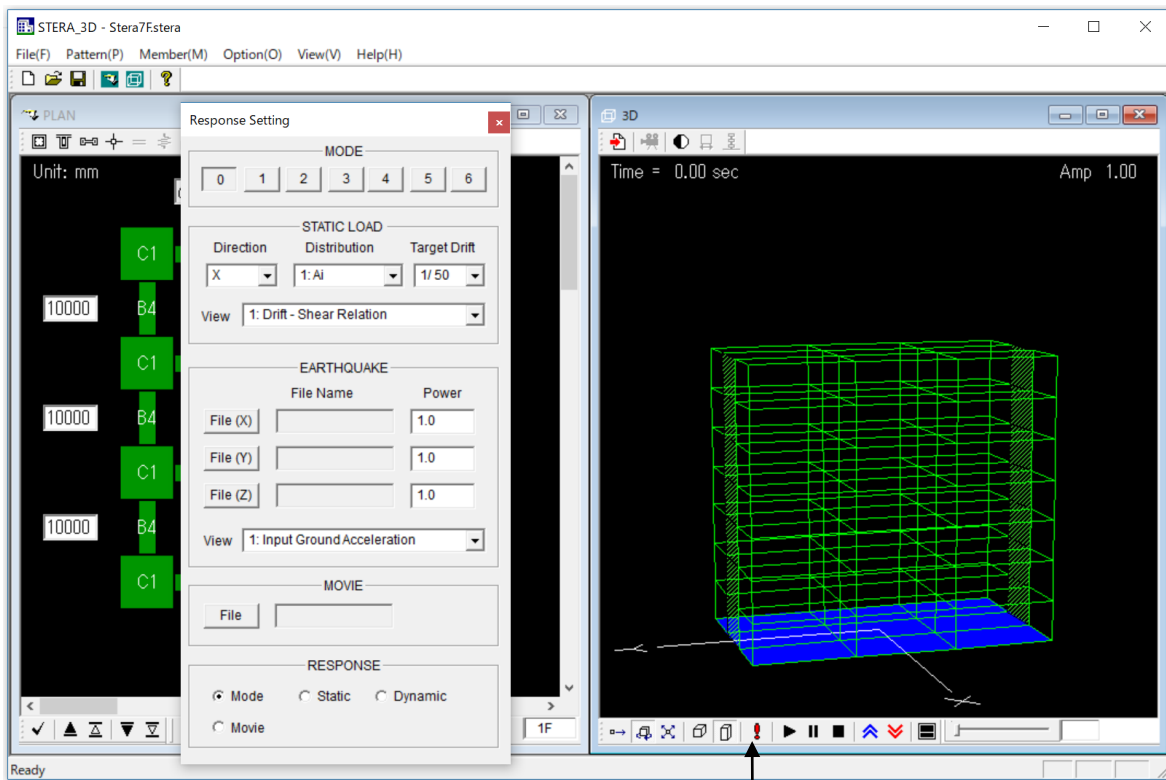 STERA_3D - Stera7F.stera
File(F) Pattern(P) Member(M) Option(O) View(V) Help(H)
PLAN
Unit: mm
C1
10000 B4
C1
10000 B4
C1
10000 B4
C1
1F
Response Setting
MODE
0 1 2 3 4 5 6
STATIC LOAD
Direction Distribution Target Drift
X 1: Ai 1/ 50
View 1: Drift - Shear Relation
EARTHQUAKE
File Name Power
File (X) 1.0
File (Y) 1.0
File (Z) 1.0
View 1: Input Ground Acceleration
MOVIE
File
RESPONSE
Mode Static Dynamic
Movie
3D
Time = 0.00 sec Amp 1.00
Ready